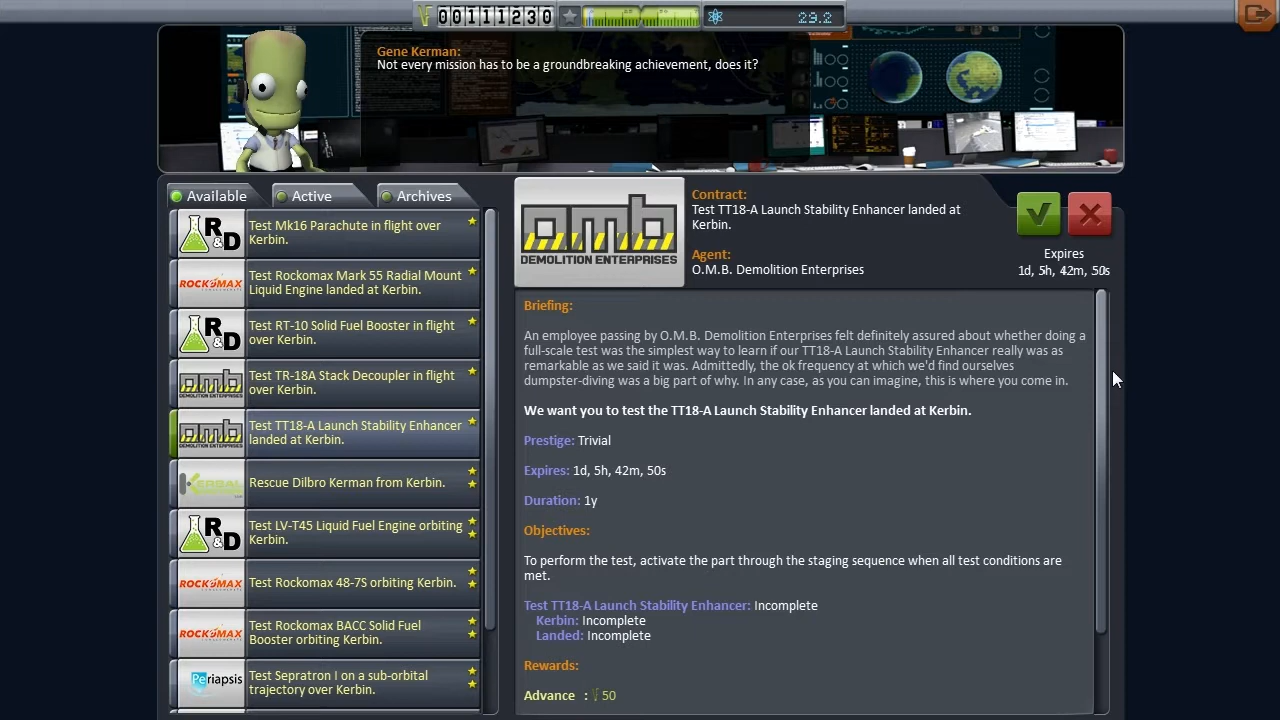 00111230
23.2
Gene Kerman:
Not every mission has to be a groundbreaking achievement, does it?
Available
Active
Archives
R&D
Test Mk16 Parachute in flight over
Kerbin.
ROCKOMAX
Test Rockomax Mark 55 Radial Mount
Liquid Engine landed at Kerbin.
R&D
Test RT-10 Solid Fuel Booster in flight
over Kerbin.
omb
DEMOLITION ENTERPRISES
Test TR-18A Stack Decoupler in flight
over Kerbin.
omb
DEMOLITION ENTERPRISES
Test TT18-A Launch Stability Enhancer
landed at Kerbin.
Rescue Dilbro Kerman from Kerbin.
R&D
Test LV-T45 Liquid Fuel Engine orbiting
Kerbin.
ROCKOMAX
Test Rockomax 48-7S orbiting Kerbin.
ROCKOMAX
Test Rockomax BACC Solid Fuel
Booster orbiting Kerbin.
Periapsis
Test Sepratron I on a sub-orbital
trajectory over Kerbin.
omb
DEMOLITION ENTERPRISES
Contract:
Test TT18-A Launch Stability Enhancer landed at
Kerbin.
Agent:
O.M.B. Demolition Enterprises
Expires
1d, 5h, 42m, 50s
Briefing:
An employee passing by O.M.B. Demolition Enterprises felt definitely assured about whether doing a
full-scale test was the simplest way to learn if our TT18-A Launch Stability Enhancer really was as
remarkable as we said it was. Admittedly, the ok frequency at which we'd find ourselves
dumpster-diving was a big part of why. In any case, as you can imagine, this is where you come in.
We want you to test the TT18-A Launch Stability Enhancer landed at Kerbin.
Prestige: Trivial
Expires: 1d, 5h, 42m, 50s
Duration: 1y
Objectives:
To perform the test, activate the part through the staging sequence when all test conditions are
met.
Test TT18-A Launch Stability Enhancer: Incomplete
Kerbin: Incomplete
Landed: Incomplete
Rewards:
Advance : 50